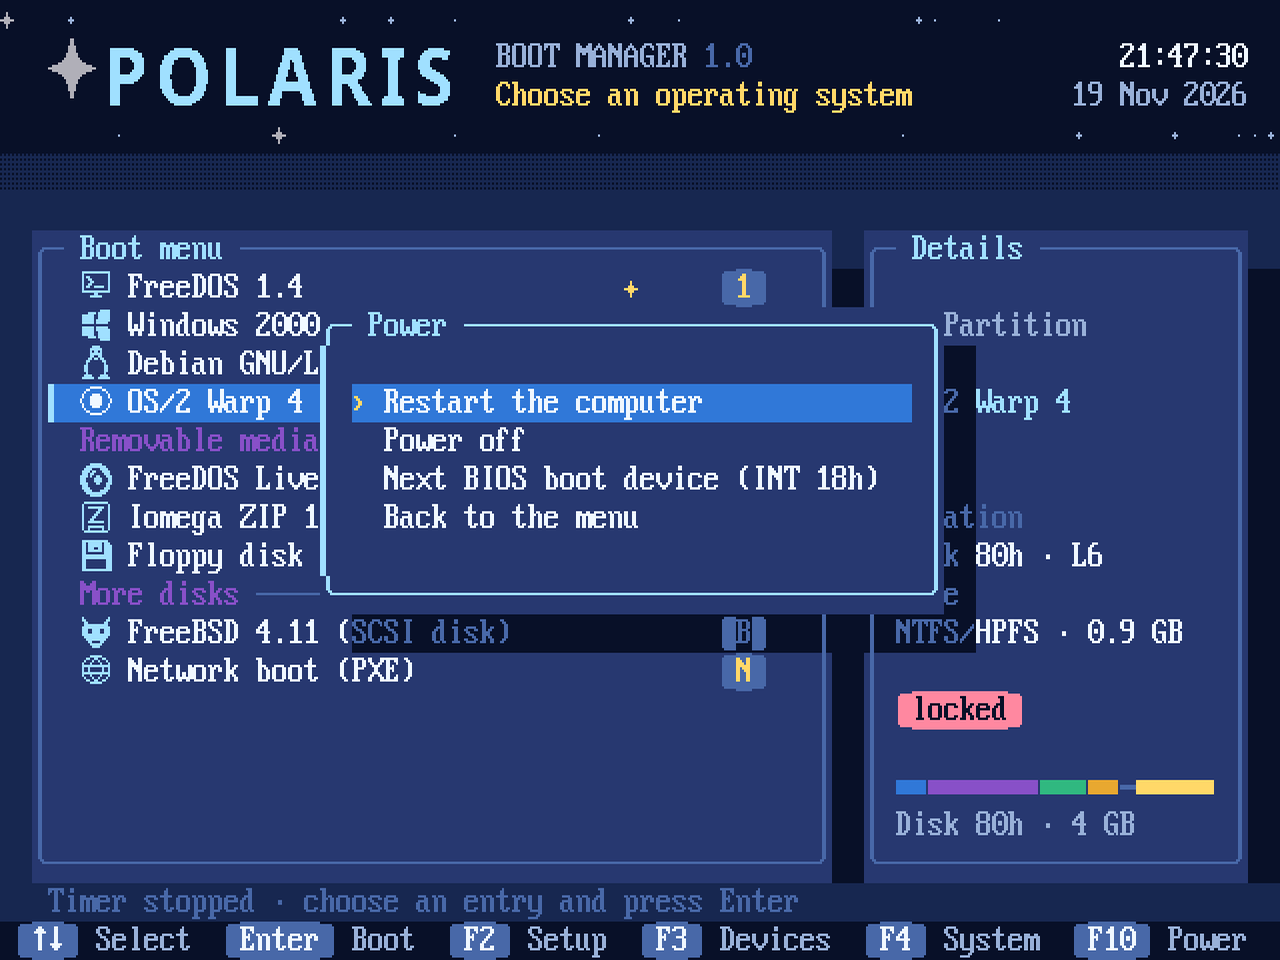 POLARIS
BOOT MANAGER 1.0
Choose an operating system
21:47:30
19 Nov 2026
Boot menu
FreeDOS 1.4 1
Windows 2000
Debian GNU/L
OS/2 Warp 4
Removable media
FreeDOS Live
Iomega ZIP 1
Floppy disk
More disks
FreeBSD 4.11 (SCSI disk) B
Network boot (PXE) N
Power
› Restart the computer
Power off
Next BIOS boot device (INT 18h)
Back to the menu
Details
Partition
2 Warp 4
ation
k 80h · L6
e
NTFS/HPFS · 0.9 GB
locked
Disk 80h · 4 GB
Timer stopped · choose an entry and press Enter
↑↓ Select Enter Boot F2 Setup F3 Devices F4 System F10 Power